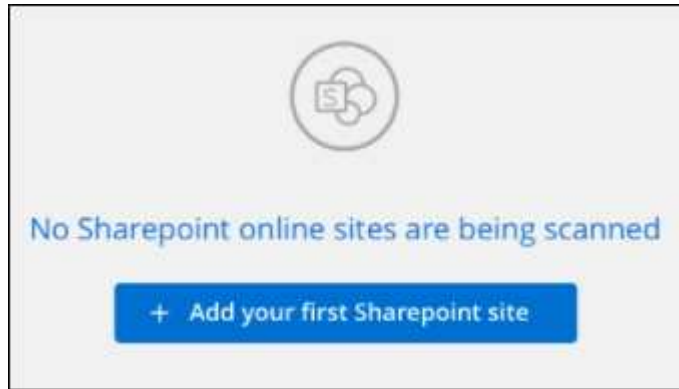 S
No Sharepoint online sites are being scanned
+ Add your first Sharepoint site